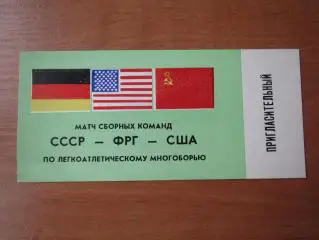 МАТЧ СБОРНЫХ КОМАНД
СССР — ФРГ — США
ПО ЛЕГКОАТЛЕТИЧЕСКОМУ МНОГОБОРЬЮ
ПРИГЛАСИТЕЛЬНЫЙ